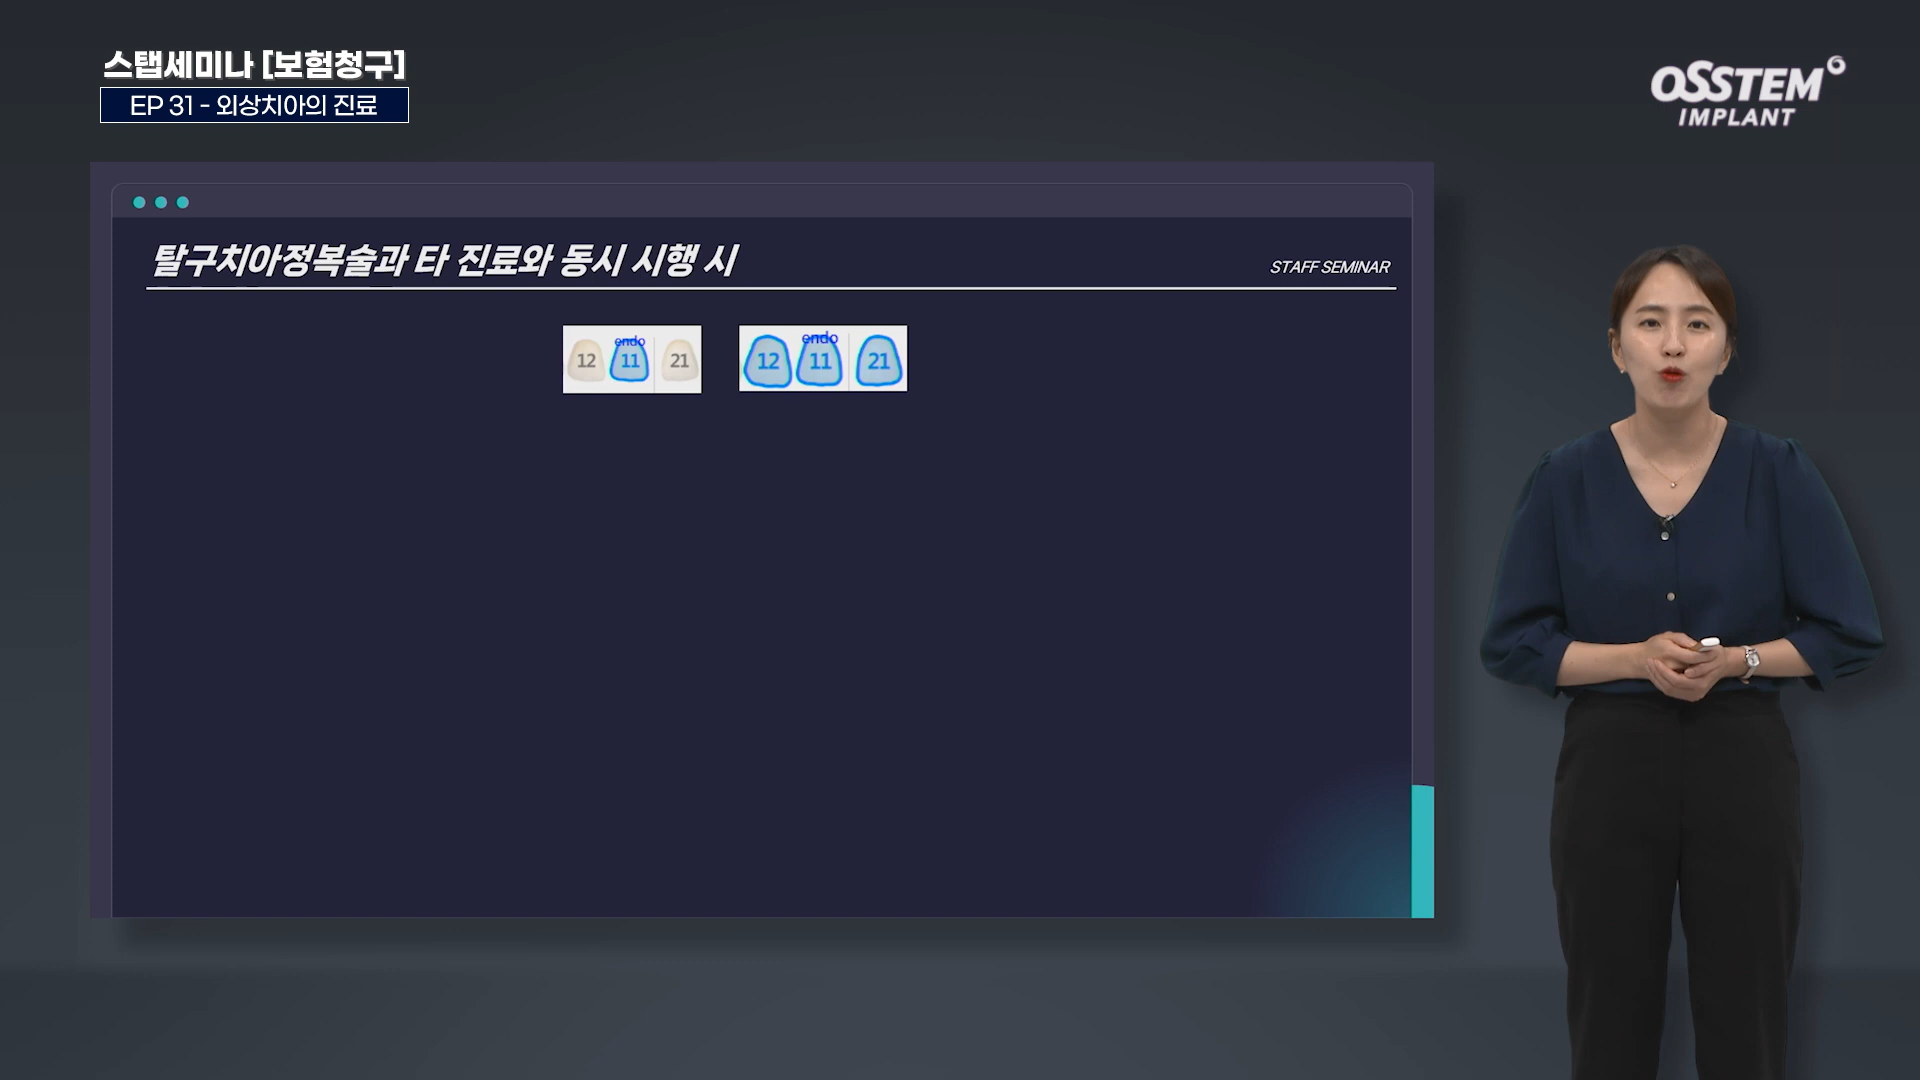 스탭세미나 [보험청구]
EP 31 - 외상치아의 진료
OSSTEM
IMPLANT
탈구치아정복술과 타 진료와 동시 시행 시
STAFF SEMINAR
endo
12 11 21
endo
12 11 21